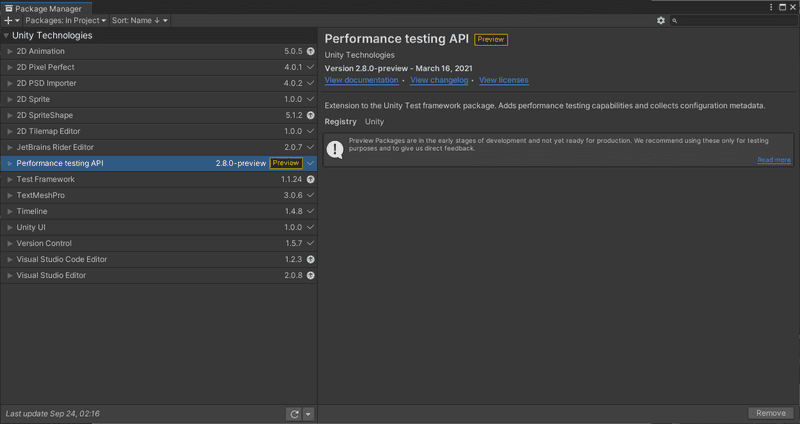 Package Manager
Packages: In Project Sort: Name
Unity Technologies
2D Animation 5.0.5
2D Pixel Perfect 4.0.1
2D PSD Importer 4.0.2
2D Sprite 1.0.0
2D SpriteShape 5.1.2
2D Tilemap Editor 1.0.0
JetBrains Rider Editor 2.0.7
Performance testing API 2.8.0-preview Preview
Test Framework 1.1.24
TextMeshPro 3.0.6
Timeline 1.4.8
Unity UI 1.0.0
Version Control 1.5.7
Visual Studio Code Editor 1.2.3
Visual Studio Editor 2.0.8
Last update Sep 24, 02:16
Performance testing API Preview
Unity Technologies
Version 2.8.0-preview - March 16, 2021
View documentation • View changelog • View licenses
Extension to the Unity Test framework package. Adds performance testing capabilities and collects configuration metadata.
Registry Unity
Preview Packages are in the early stages of development and not yet ready for production. We recommend using these only for testing
purposes and to give us direct feedback.
Read more
Remove